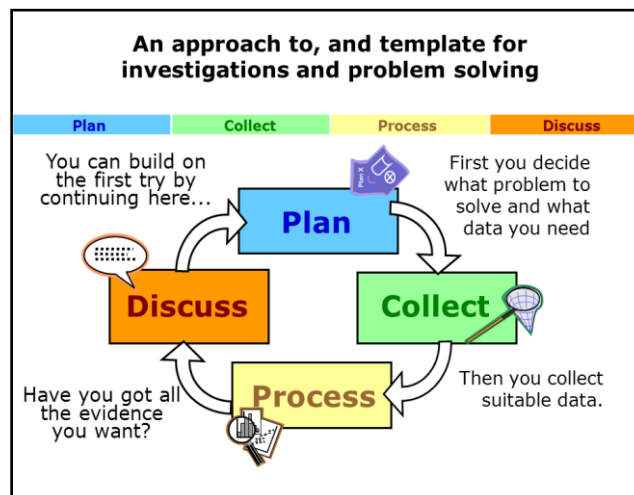 An approach to, and template for
investigations and problem solving
Plan Collect Process Discuss
You can build on
the first try by
continuing here...
Plan X
First you decide
what problem to
solve and what
data you need
Plan
Discuss
Collect
Process
Have you got all
the evidence
you want?
Then you collect
suitable data.